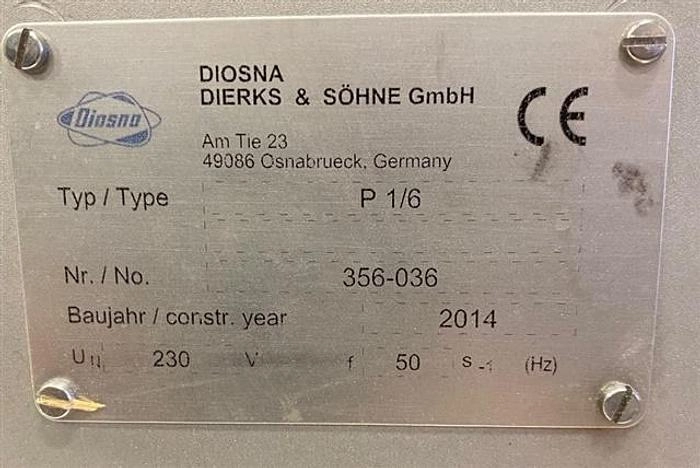 DIOSNA
DIERKS & SÖHNE GmbH
CE
Diosna
Am Tie 23
49086 Osnabrueck, Germany
Typ / Type P 1/6
Nr. / No. 356-036
Baujahr / constr. year 2014
U 230 V f 50 s-1 (Hz)